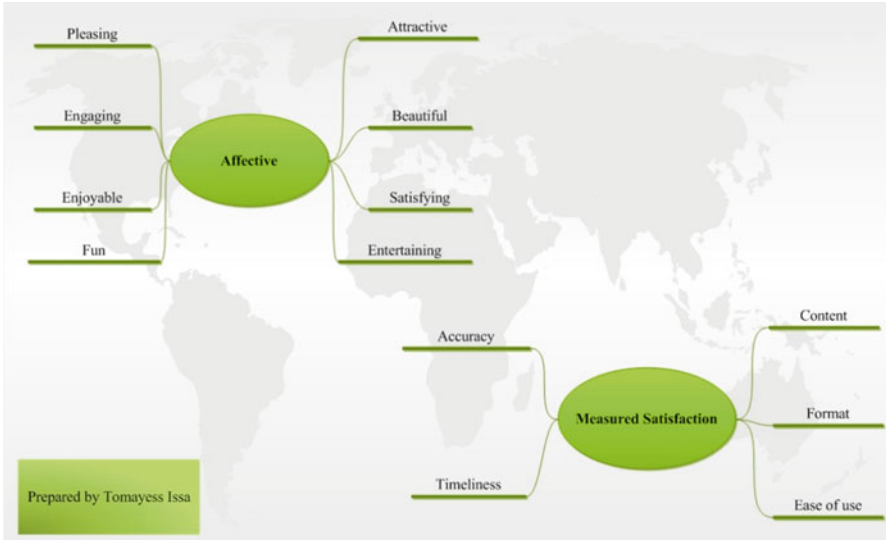 Pleasing
Attractive
Engaging
Beautiful
Affective
Enjoyable
Satisfying
Fun
Entertaining
Content
Accuracy
Measured Satisfaction
Format
Timeliness
Prepared by Tomayess Issa
Ease of use